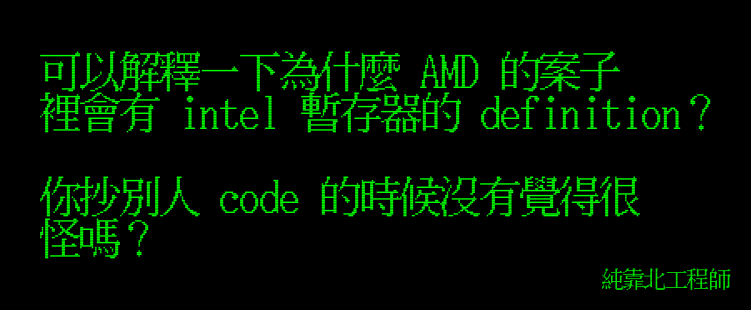 可以解釋一下為什麼 AMD 的案子
裡會有 intel 暫存器的 definition？
你抄別人 code 的時候沒有覺得很
怪嗎？
純靠北工程師